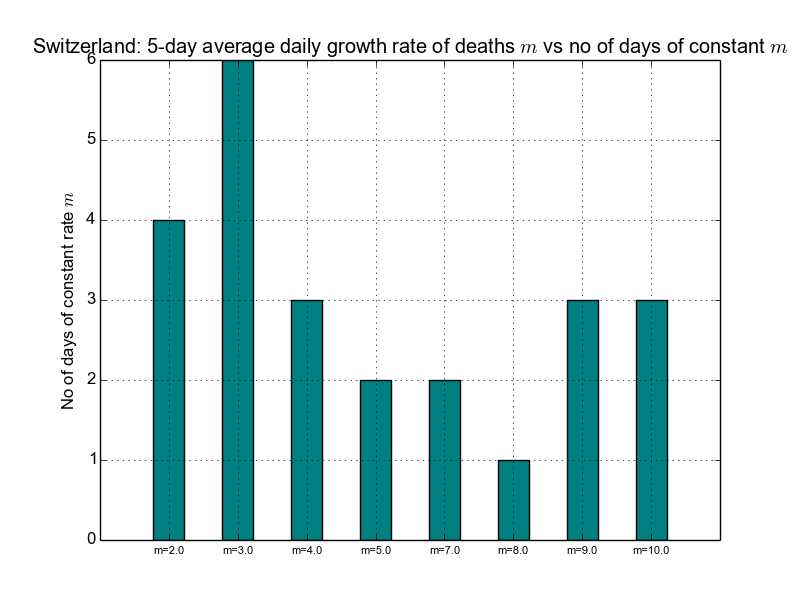 Switzerland: 5-day average daily growth rate of deaths m vs no of days of constant m
No of days of constant rate m
6
5
4
3
2
1
0
m=2.0 m=3.0 m=4.0 m=5.0 m=7.0 m=8.0 m=9.0 m=10.0